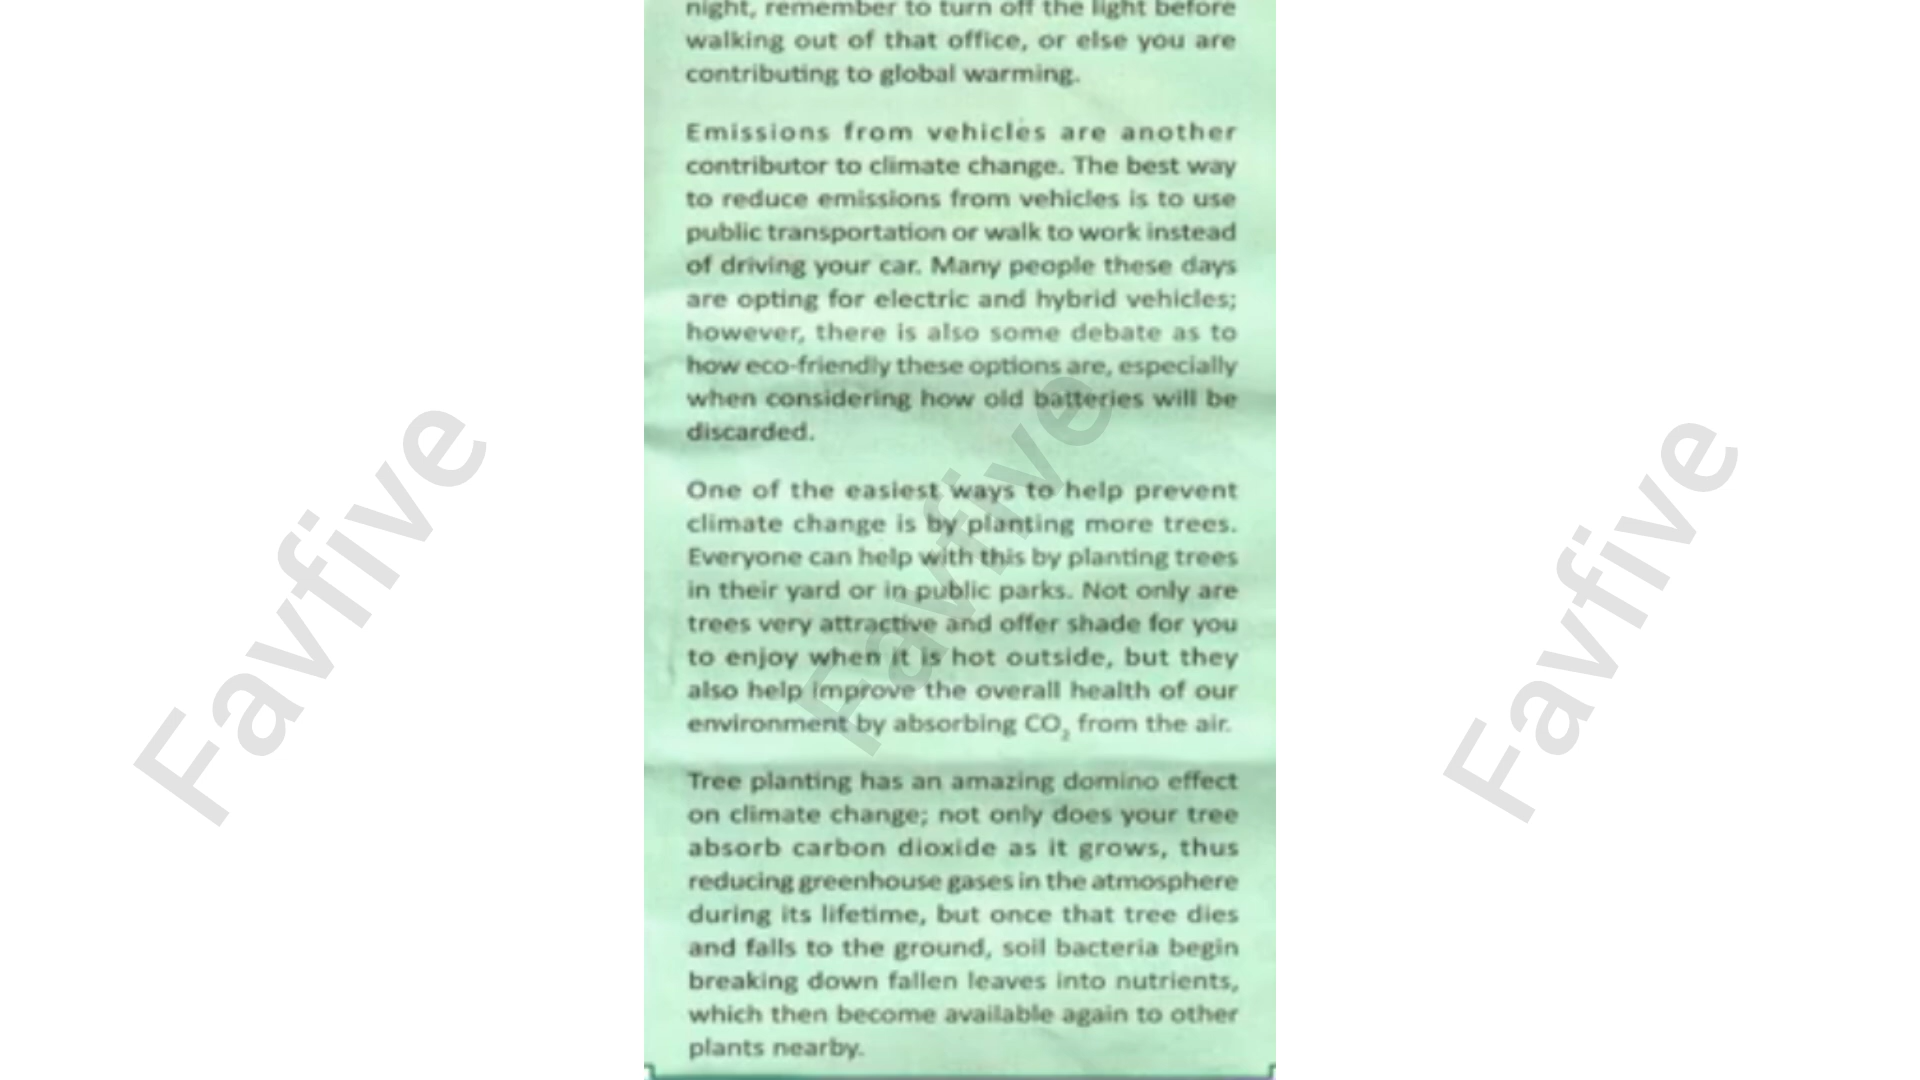 night, remember to turn off the light before
walking out of that office, or else you are
contributing to global warming.
Emissions from vehicles are another
contributor to climate change. The best way
to reduce emissions from vehicles is to use
public transportation or walk to work instead
of driving your car. Many people these days
are opting for electric and hybrid vehicles;
however, there is also some debate as to
how eco-friendly these options are, especially
when considering how old batteries will be
discarded.
One of the easiest ways to help prevent
climate change is by planting more trees.
Everyone can help with this by planting trees
in their yard or in public parks. Not only are
trees very attractive and offer shade for you
to enjoy when it is hot outside, but they
also help improve the overall health of our
environment by absorbing CO₂ from the air.
Tree planting has an amazing domino effect
on climate change; not only does your tree
absorb carbon dioxide as it grows, thus
reducing greenhouse gases in the atmosphere
during its lifetime, but once that tree dies
and falls to the ground, soil bacteria begin
breaking down fallen leaves into nutrients,
which then become available again to other
plants nearby.
Favfive
Favfive
Favfive